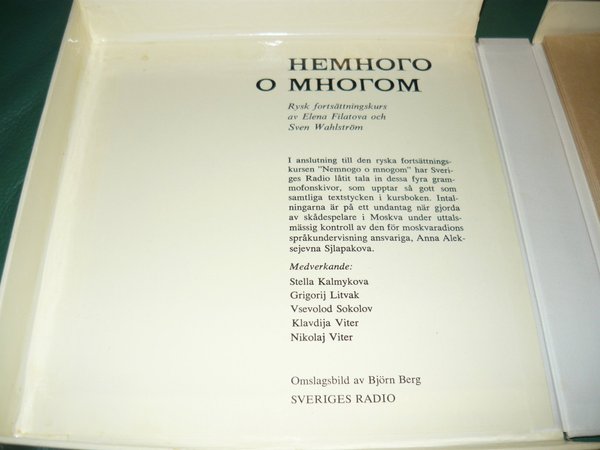 НЕМНОГО
О МНОГОМ
Rysk fortsättningskurs
av Elena Filatova och
Sven Wahlström
I anslutning till den ryska fortsättnings-
kursen "Nemnogo o mnogom" har Sveri-
ges Radio låtit tala in dessa fyra gram-
mofonskivor, som upptar så gott som
samtliga textstycken i kursboken. Intal-
ningarna är på ett undantag när gjorda
av skådespelare i Moskva under uttals-
mässig kontroll av den för moskvaradions
språkundervisning ansvariga, Anna Alek-
sejevna Sjlapakova.
Medverkande:
Stella Kalmykova
Grigorij Litvak
Vsevolod Sokolov
Klavdija Viter
Nikolaj Viter
Omslagsbild av Björn Berg
SVERIGES RADIO